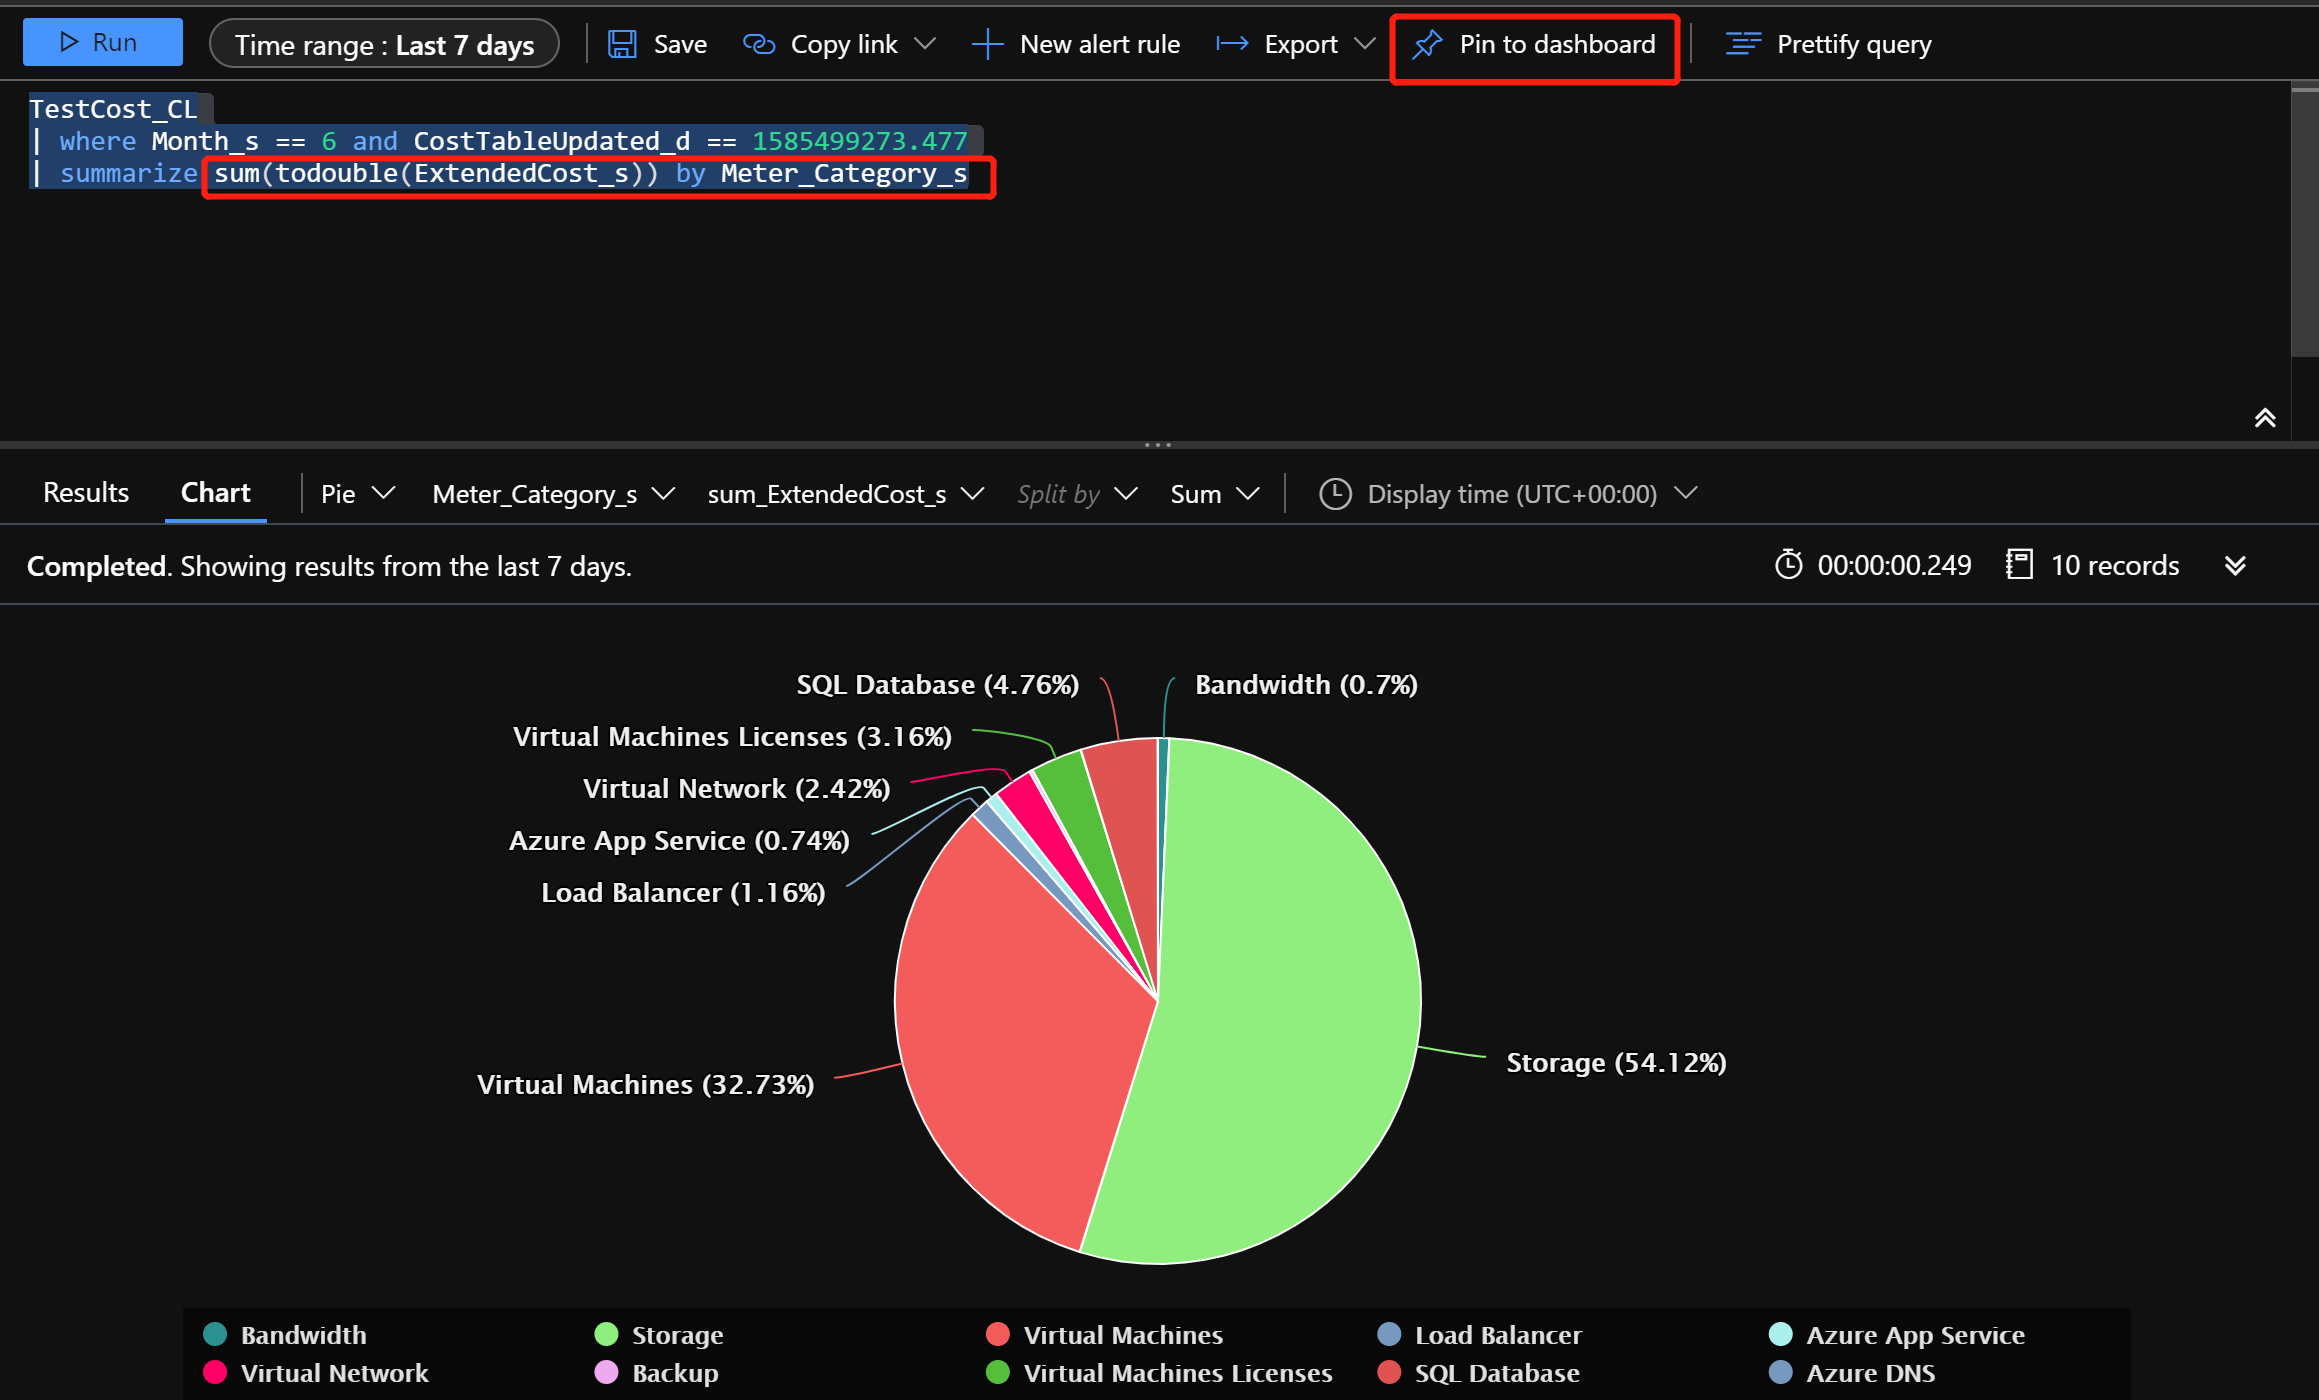 Run Time range : Last 7 days Save Copy link New alert rule Export Pin to dashboard Prettify query
TestCost_CL
| where Month_s == 6 and CostTableUpdated_d == 1585499273.477
| summarize sum(todouble(ExtendedCost_s)) by Meter_Category_s
Results Chart Pie Meter_Category_s sum_ExtendedCost_s Split by Sum Display time (UTC+00:00)
Completed. Showing results from the last 7 days. 00:00:00.249 10 records
SQL Database (4.76%) Bandwidth (0.7%)
Virtual Machines Licenses (3.16%)
Virtual Network (2.42%)
Azure App Service (0.74%)
Load Balancer (1.16%)
Storage (54.12%)
Virtual Machines (32.73%)
Bandwidth Storage Virtual Machines Load Balancer Azure App Service
Virtual Network Backup Virtual Machines Licenses SQL Database Azure DNS